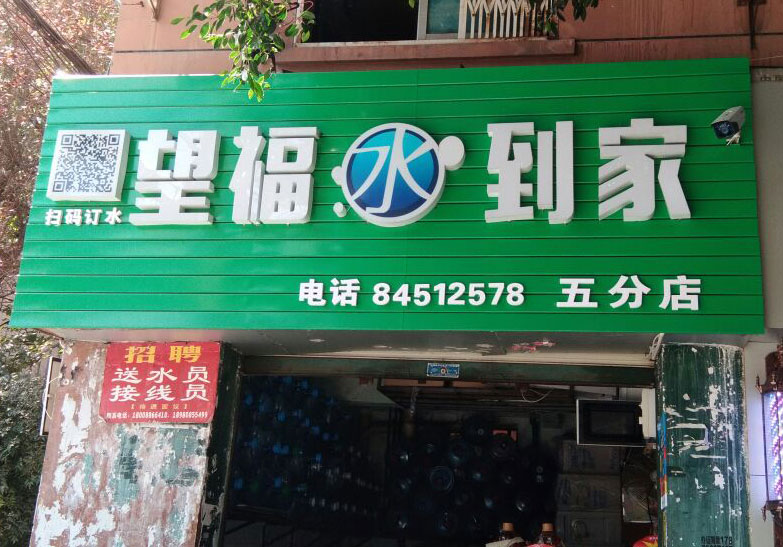 望福水到家
扫码订水
电话 84512578 五分店
招聘
送水员
接线员